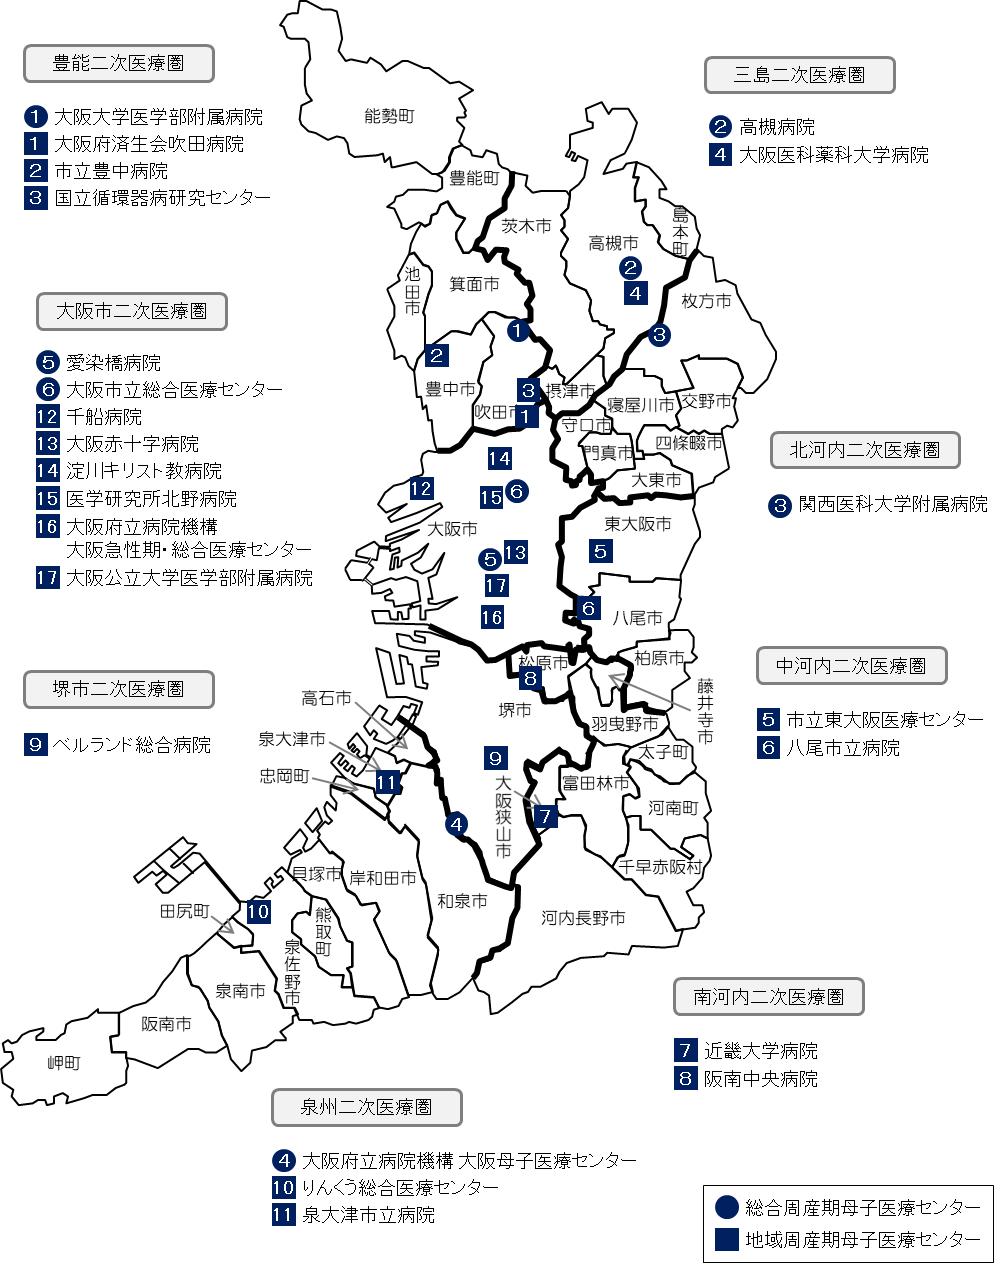 豊能二次医療圏
1 大阪大学医学部附属病院
1 大阪府済生会吹田病院
2 市立豊中病院
3 国立循環器病研究センター
三島二次医療圏
2 高槻病院
4 大阪医科薬科大学病院
大阪市二次医療圏
5 愛染橋病院
6 大阪市立総合医療センター
12 千船病院
13 大阪赤十字病院
14 淀川キリスト教病院
15 医学研究所北野病院
16 大阪府立病院機構
大阪急性期・総合医療センター
17 大阪公立大学医学部附属病院
北河内二次医療圏
3 関西医科大学附属病院
中河内二次医療圏
5 市立東大阪医療センター
6 八尾市立病院
堺市二次医療圏
9 ベルランド総合病院
南河内二次医療圏
7 近畿大学病院
8 阪南中央病院
泉州二次医療圏
4 大阪府立病院機構 大阪母子医療センター
10 りんくう総合医療センター
11 泉大津市立病院
総合周産期母子医療センター
地域周産期母子医療センター
能勢町
豊能町
茨木市
島本町
高槻市
2
4
池田市
箕面市
枚方市
1
3
2
豊中市
3
摂津市
寝屋川市
交野市
吹田市
1
守口市
門真市
四條畷市
14
大東市
12
15
6
大阪市
東大阪市
5
13
5
17
6
16
八尾市
松原市
柏原市
8
藤井寺市
高石市
堺市
羽曳野市
泉大津市
太子町
9
忠岡町
11
大阪狭山市
富田林市
河南町
7
4
千早赤阪村
貝塚市
岸和田市
和泉市
田尻町
10
熊取町
河内長野市
泉佐野市
泉南市
阪南市
岬町